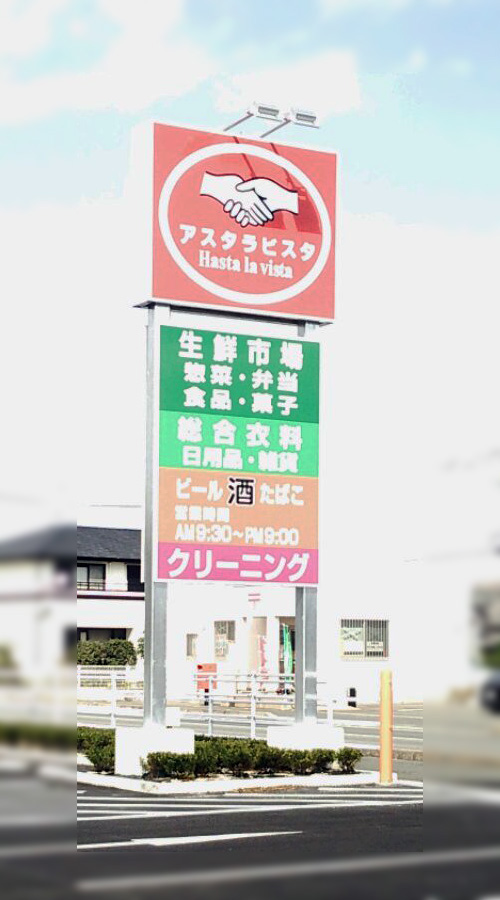 アスタラビスタ
Hasta la vista
生鮮市場
惣菜・弁当
食品・菓子
総合衣料
日用品・雑貨
ビール 酒 たばこ
営業時間
AM9:30～PM9:00
クリーニング